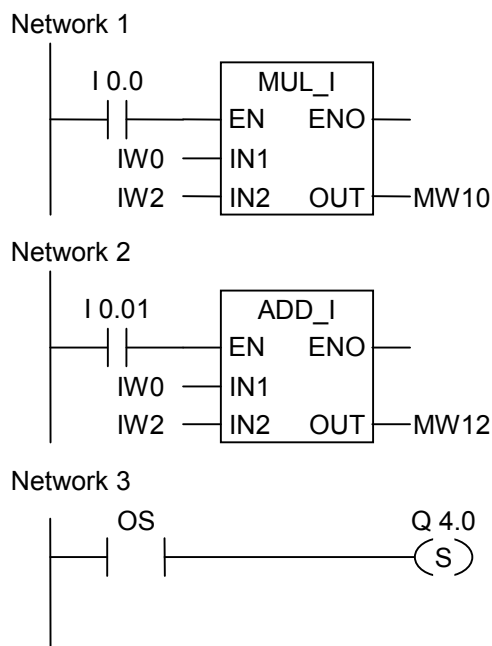 Network 1
I 0.0 MUL_I
EN ENO
IW0 IN1
IW2 IN2 OUT MW10
Network 2
I 0.01 ADD_I
EN ENO
IW0 IN1
IW2 IN2 OUT MW12
Network 3
OS Q 4.0
S